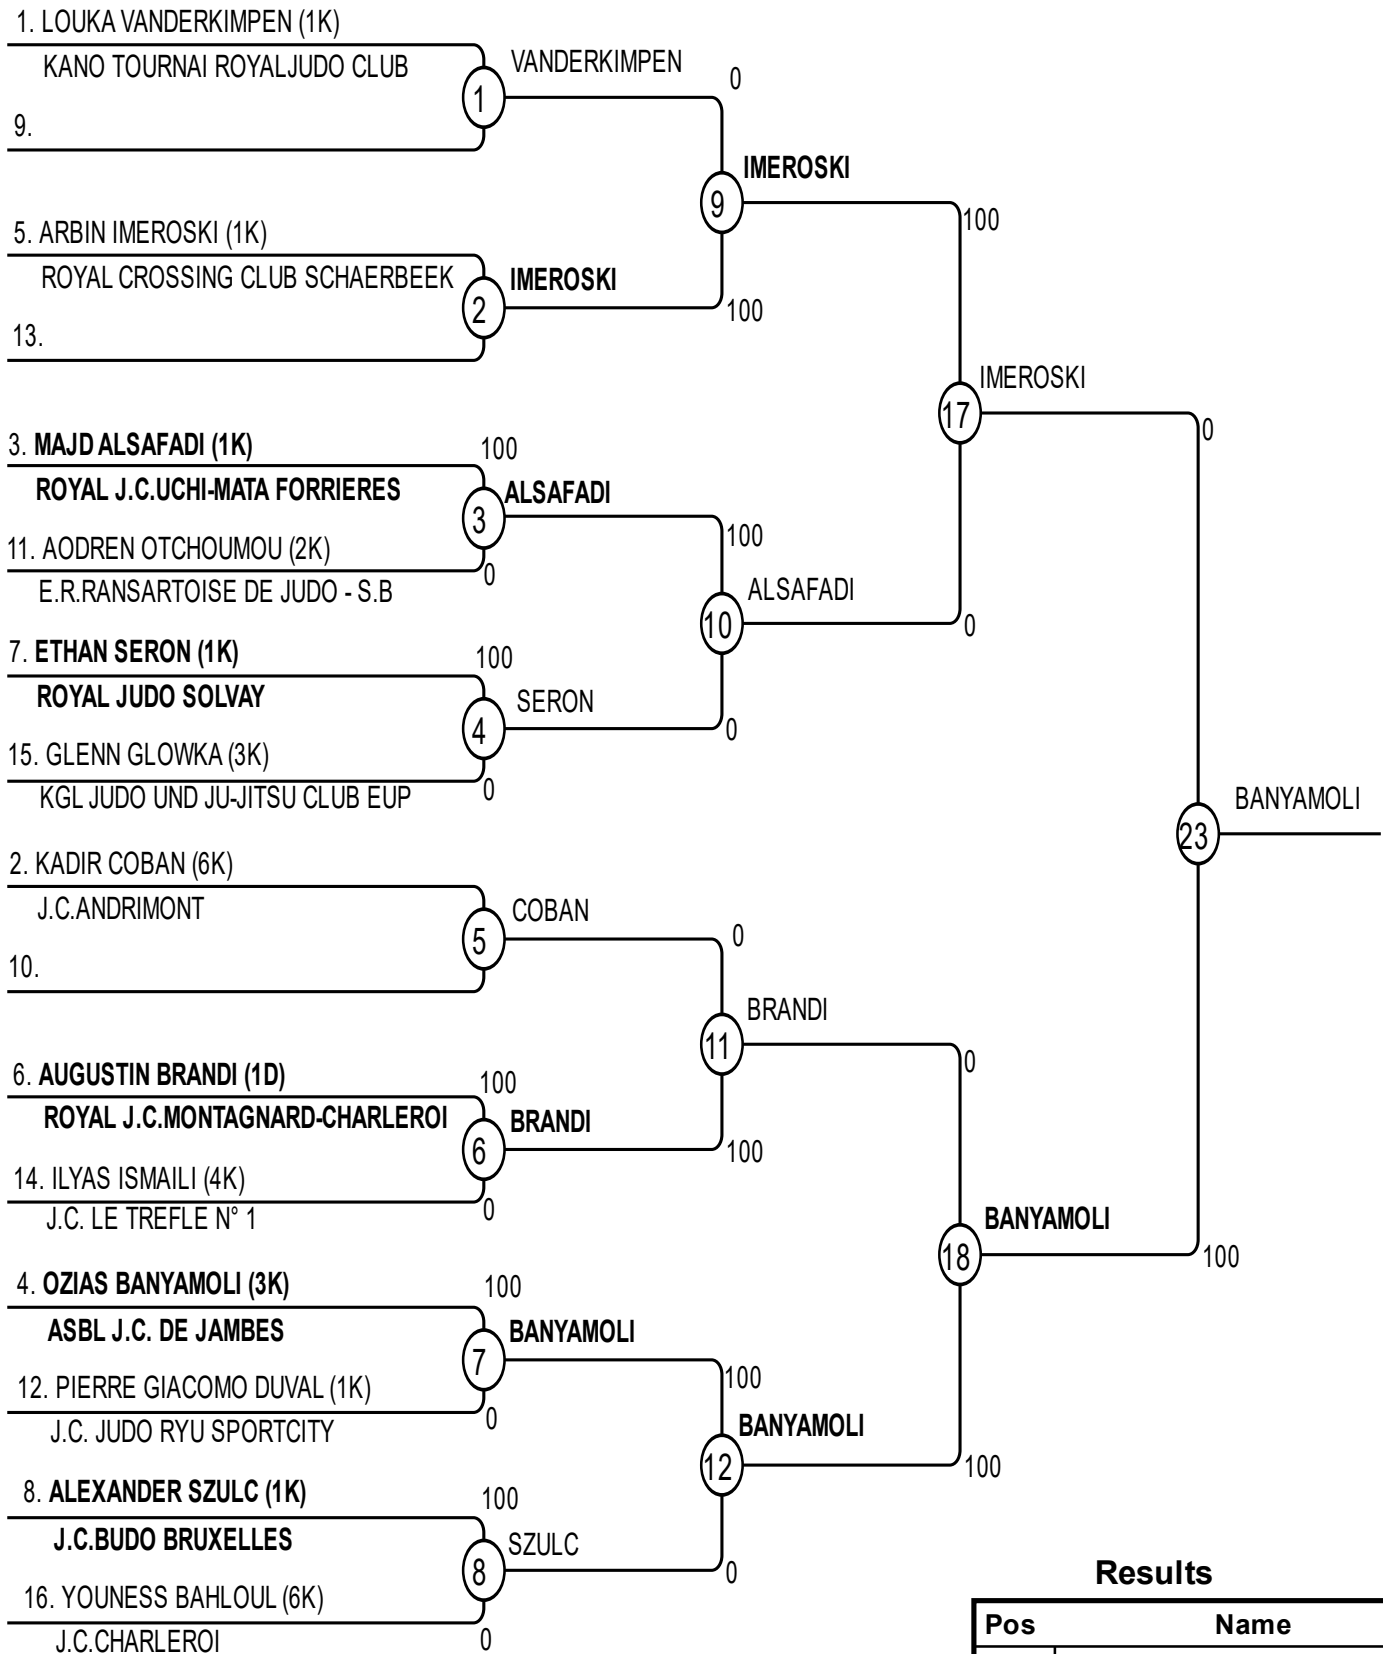 1. LOUKA VANDERKIMPEN (1K)
KANO TOURNAI ROYALJUDO CLUB
9.
1
VANDERKIMPEN
0
5. ARBIN IMEROSKI (1K)
ROYAL CROSSING CLUB SCHAERBEEK
13.
2
IMEROSKI
100
9
IMEROSKI
100
3. MAJD ALSAFADI (1K)
100
ROYAL J.C.UCHI-MATA FORRIERES
11. AODREN OTCHOUMOU (2K)
0
E.R.RANSARTOISE DE JUDO - S.B
3
ALSAFADI
100
7. ETHAN SERON (1K)
100
ROYAL JUDO SOLVAY
15. GLENN GLOWKA (3K)
0
KGL JUDO UND JU-JITSU CLUB EUP
4
SERON
0
10
ALSAFADI
0
17
IMEROSKI
0
2. KADIR COBAN (6K)
J.C.ANDRIMONT
10.
5
COBAN
0
6. AUGUSTIN BRANDI (1D)
100
ROYAL J.C.MONTAGNARD-CHARLEROI
14. ILYAS ISMAILI (4K)
0
J.C. LE TREFLE N° 1
6
BRANDI
100
11
BRANDI
0
4. OZIAS BANYAMOLI (3K)
100
ASBL J.C. DE JAMBES
12. PIERRE GIACOMO DUVAL (1K)
0
J.C. JUDO RYU SPORTCITY
7
BANYAMOLI
100
8. ALEXANDER SZULC (1K)
100
J.C.BUDO BRUXELLES
16. YOUNESS BAHLOUL (6K)
0
J.C.CHARLEROI
8
SZULC
0
12
BANYAMOLI
100
18
BANYAMOLI
100
23
BANYAMOLI
Results
Pos Name